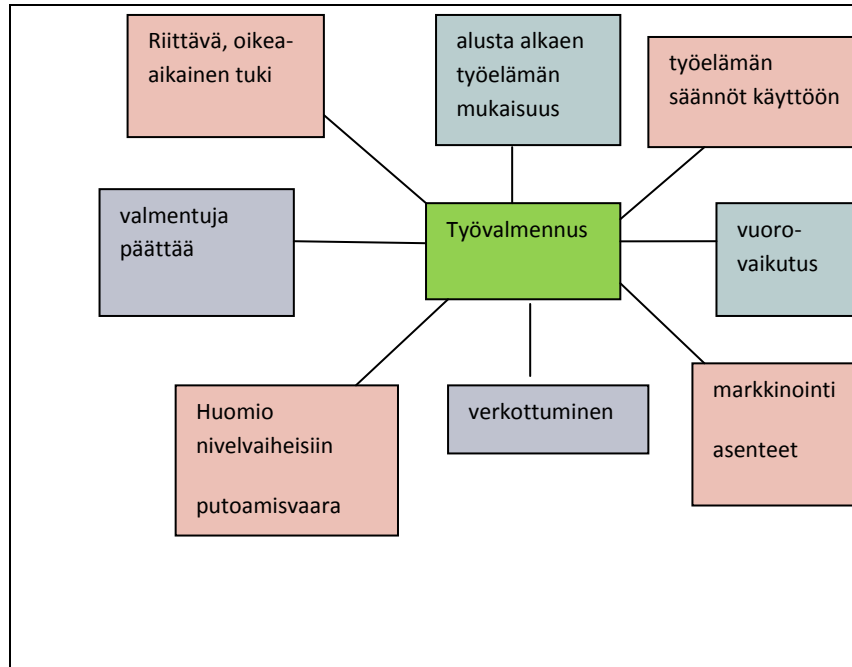 Riittävä, oikea-
aikainen tuki
alusta alkaen
työelämän
mukaisuus
työelämän
säännöt käyttöön
valmentuja
päättää
Työvalmennus
vuoro-
vaikutus
Huomio
nivelvaiheisiin
putoamisvaara
verkottuminen
markkinointi
asenteet